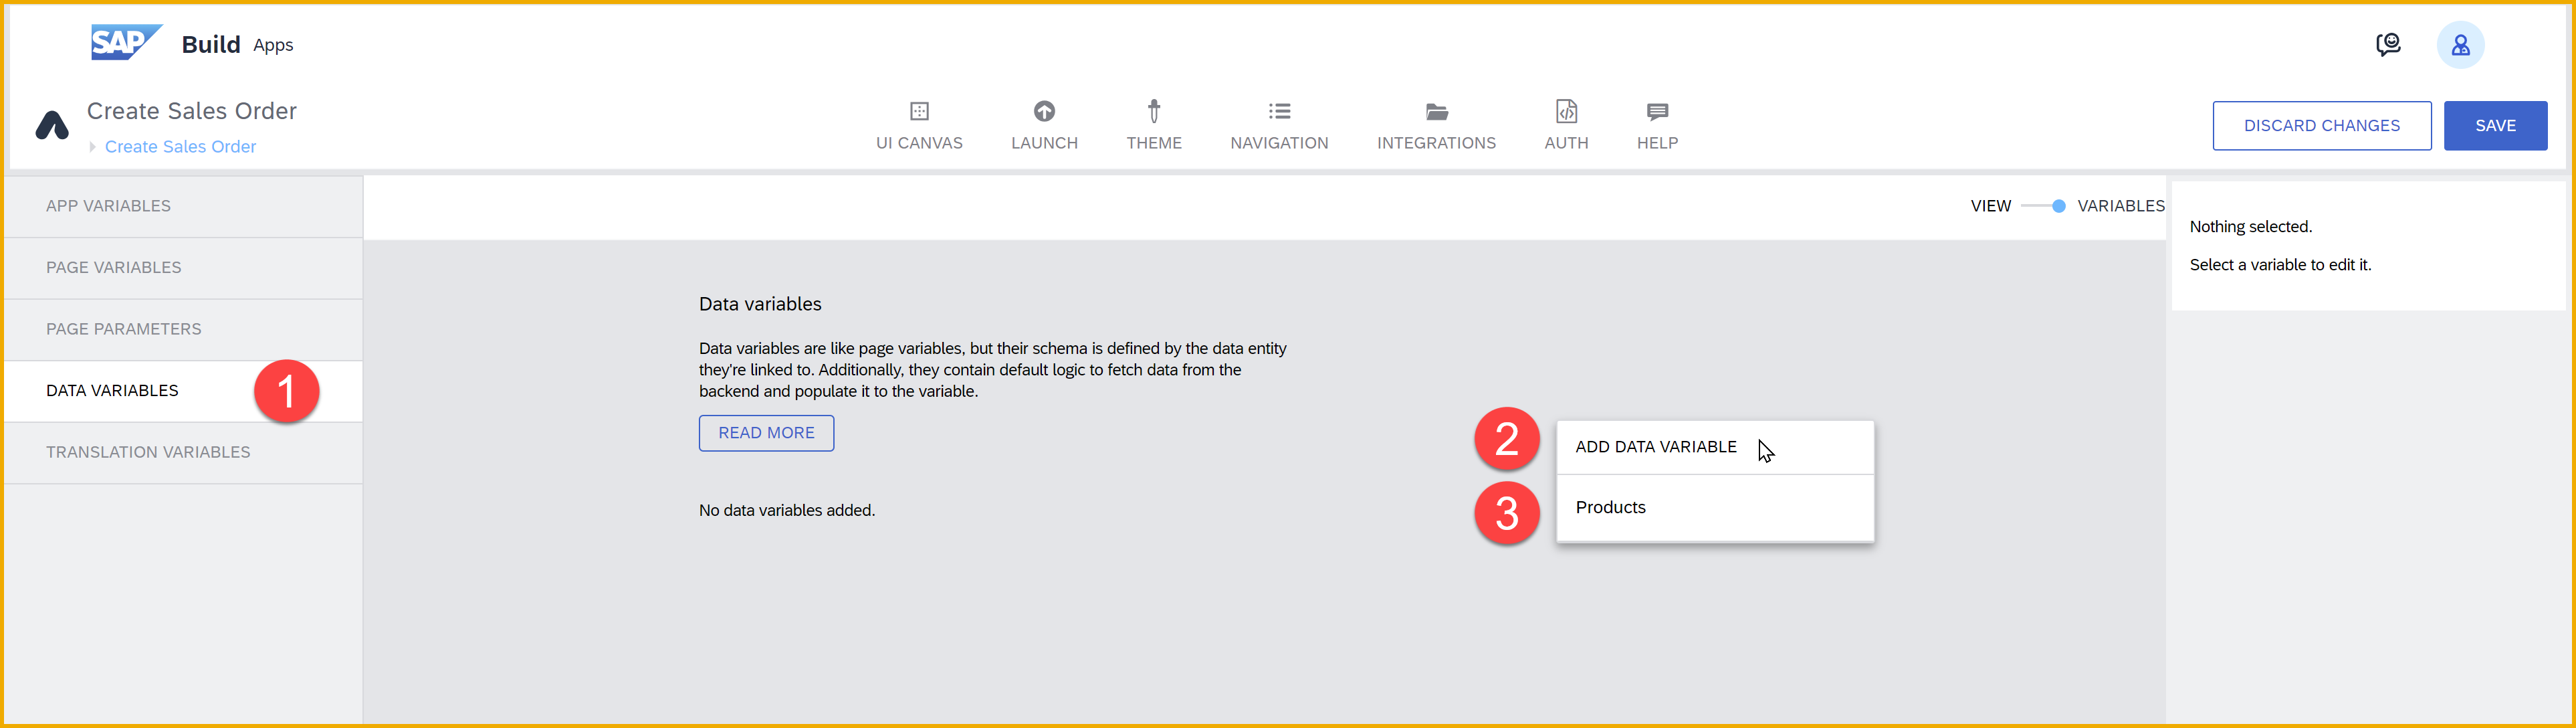 SAP Build Apps
Create Sales Order
Create Sales Order
UI CANVAS
LAUNCH
THEME
NAVIGATION
INTEGRATIONS
AUTH
HELP
DISCARD CHANGES
SAVE
APP VARIABLES
PAGE VARIABLES
PAGE PARAMETERS
DATA VARIABLES
1
TRANSLATION VARIABLES
VIEW
VARIABLES
Data variables
Data variables are like page variables, but their schema is defined by the data entity
they're linked to. Additionally, they contain default logic to fetch data from the
backend and populate it to the variable.
READ MORE
No data variables added.
2
ADD DATA VARIABLE
3
Products
Nothing selected.
Select a variable to edit it.